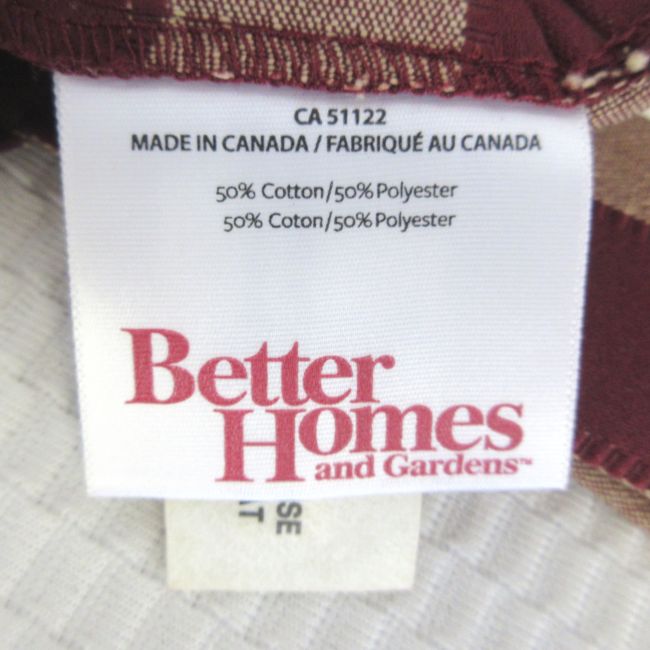 CA 51122
MADE IN CANADA / FABRIQUÉ AU CANADA
50% Cotton/50% Polyester
50% Coton/50% Polyester
Better
Homes
and Gardens™